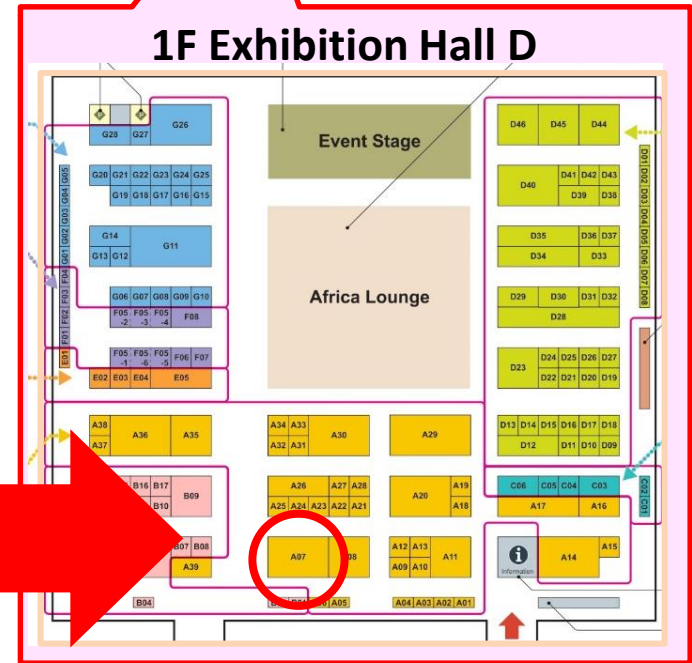 1F Exhibition Hall D
G28 G27 G26
Event Stage
D46 D45 D44
G20 G21 G22 G23 G24 G25
G19 G18 G17 G16 G15
D40 D41 D42 D43
D39 D38
G05
G04
G03
G02
G01
F04
F03
F02
F01
E01
D01
D02
D03
D04
D05
D06
D07
D08
G14
G13 G12 G11
D35 D36 D37
D34 D33
Africa Lounge
G06 G07 G08 G09 G10
F05-2 F05-3 F05-4 F08
D29 D30 D31 D32
D28
F05-1 F05-6 F05-5 F06 F07
E02 E03 E04 E05
D23 D24 D25 D26 D27
D22 D21 D20 D19
A38
A37 A36 A35
A34 A33
A32 A31 A30
A29
D13 D14 D15 D16 D17 D18
D12 D11 D10 D09
B16 B17
B10 B09
A26 A27 A28
A25 A24 A23 A22 A21
A20 A19
A18
C06 C05 C04 C03
A17 A16
C02
C01
B07 B08
A39
A07
A12 A13
A09 A10 A11
Information
A14 A15
B04
A05
A04 A03 A02 A01